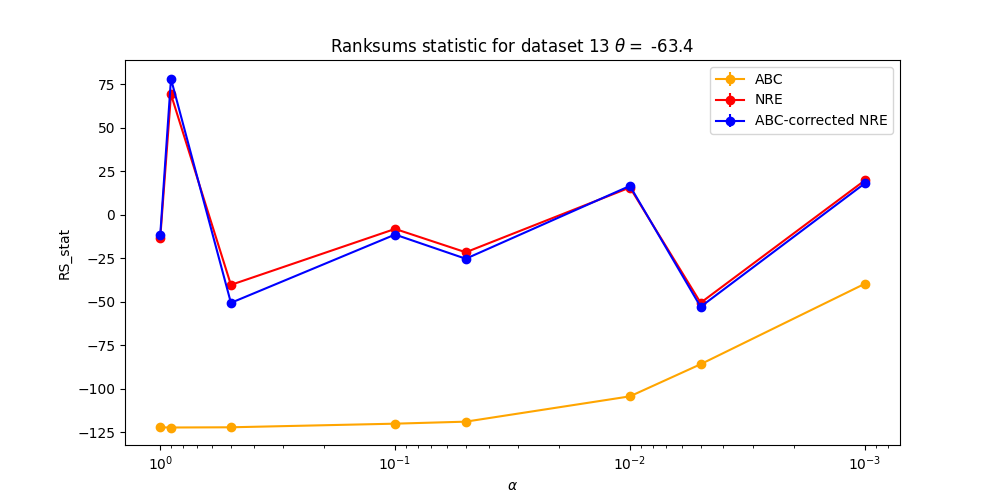 Ranksums statistic for dataset 13 θ = -63.4
ABC
NRE
ABC-corrected NRE
RS_stat
75
50
25
0
−25
−50
−75
−100
−125
10⁰
10⁻¹
10⁻²
10⁻³
α